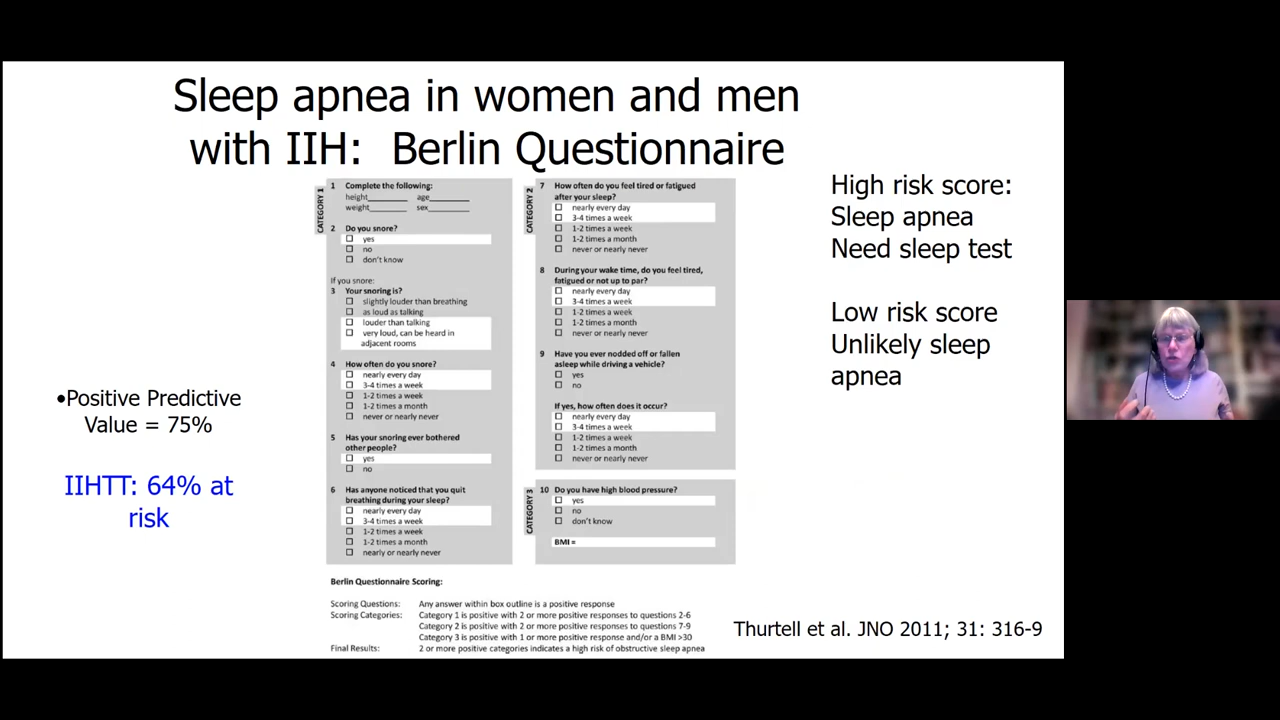 Sleep apnea in women and men
with IIH: Berlin Questionnaire
CATEGORY 1
1 Complete the following:
height________ age________
weight________ sex________
2 Do you snore?
yes
no
don't know
If you snore:
3 Your snoring is?
slightly louder than breathing
as loud as talking
louder than talking
very loud, can be heard in
adjacent rooms
4 How often do you snore?
nearly every day
3-4 times a week
1-2 times a week
1-2 times a month
never or nearly never
5 Has your snoring ever bothered
other people?
yes
no
6 Has anyone noticed that you quit
breathing during your sleep?
nearly every day
3-4 times a week
1-2 times a week
1-2 times a month
nearly or nearly never
CATEGORY 2
7 How often do you feel tired or fatigued
after your sleep?
nearly every day
3-4 times a week
1-2 times a week
1-2 times a month
never or nearly never
8 During your wake time, do you feel tired,
fatigued or not up to par?
nearly every day
3-4 times a week
1-2 times a week
1-2 times a month
never or nearly never
9 Have you ever nodded off or fallen
asleep while driving a vehicle?
yes
no
If yes, how often does it occur?
nearly every day
3-4 times a week
1-2 times a week
1-2 times a month
never or nearly never
CATEGORY 3
10 Do you have high blood pressure?
yes
no
don't know
BMI =
Berlin Questionnaire Scoring:
Scoring Questions: Any answer within box outline is a positive response
Scoring Categories: Category 1 is positive with 2 or more positive responses to questions 2-6
Category 2 is positive with 2 or more positive responses to questions 7-9
Category 3 is positive with 1 or more positive response and/or a BMI >30
Final Results: 2 or more positive categories indicates a high risk of obstructive sleep apnea
•Positive Predictive
Value = 75%
IIHTT: 64% at
risk
High risk score:
Sleep apnea
Need sleep test
Low risk score
Unlikely sleep
apnea
Thurtell et al. JNO 2011; 31: 316-9